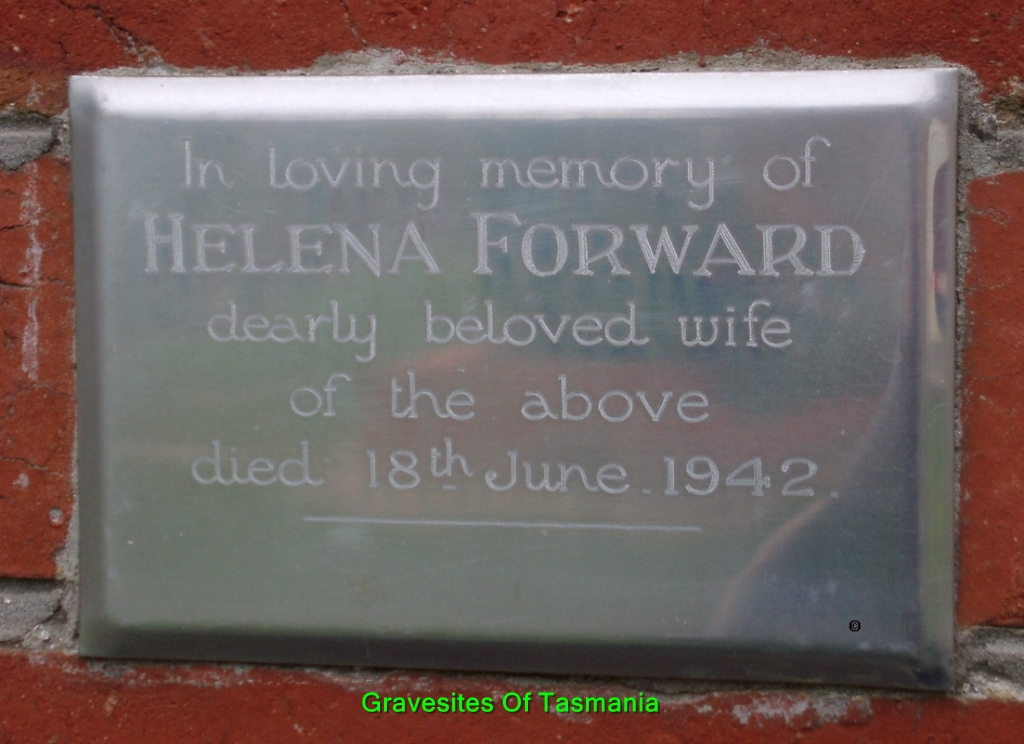 In loving memory of
HELENA FORWARD
dearly beloved wife
of the above
died 18th June. 1942.
©
Gravesites Of Tasmania